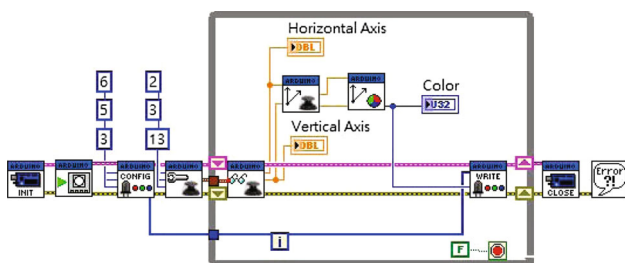 Horizontal Axis
DBL
6
2
ARDUINO
ARDUINO
Color
5
3
U32
3
13
Vertical Axis
DBL
ARDUINO
ARDUINO
ARDUINO
ARDUINO
ARDUINO
ARDUINO
ARDUINO
INIT
CONFIG
WRITE
CLOSE
Error
?!
i
F